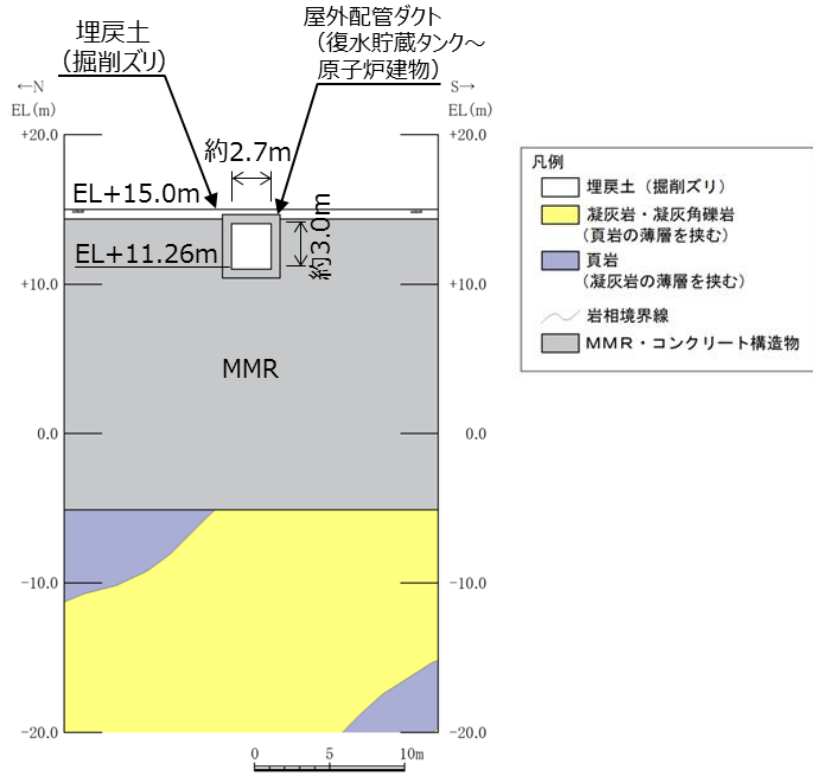 埋戻土
（掘削ズリ）
屋外配管ダクト
（復水貯蔵タンク～
原子炉建物）
←N
EL(m)
S→
EL(m)
+20.0
+20.0
約2.7m
EL+15.0m
約3.0m
EL+11.26m
+10.0
+10.0
MMR
0.0
0.0
-10.0
-10.0
-20.0
-20.0
0 5 10m
凡例
埋戻土（掘削ズリ）
凝灰岩・凝灰角礫岩
(頁岩の薄層を挟む)
頁岩
(凝灰岩の薄層を挟む)
岩相境界線
MMR・コンクリート構造物